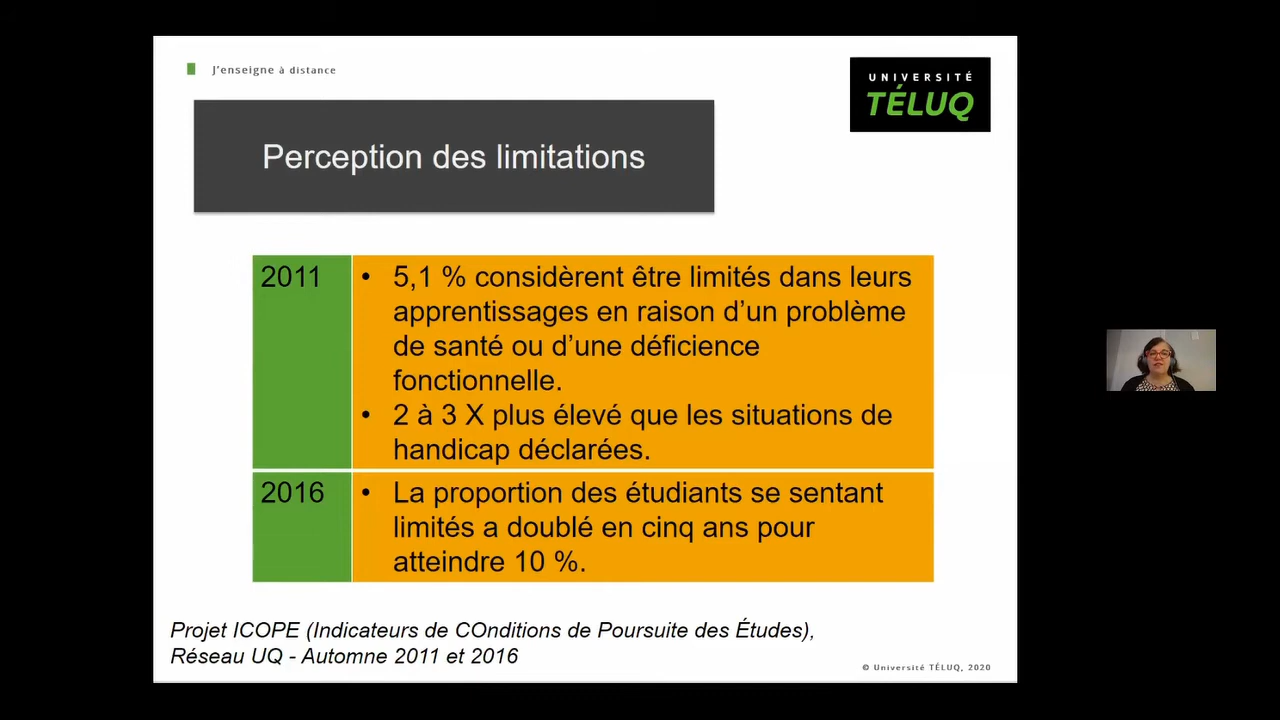 J'enseigne à distance
UNIVERSITÉ
TÉLUQ
Perception des limitations
2011
• 5,1 % considèrent être limités dans leurs
apprentissages en raison d’un problème
de santé ou d’une déficience
fonctionnelle.
• 2 à 3 X plus élevé que les situations de
handicap déclarées.
2016
• La proportion des étudiants se sentant
limités a doublé en cinq ans pour
atteindre 10 %.
Projet ICOPE (Indicateurs de COnditions de Poursuite des Études),
Réseau UQ - Automne 2011 et 2016
© Université TÉLUQ, 2020